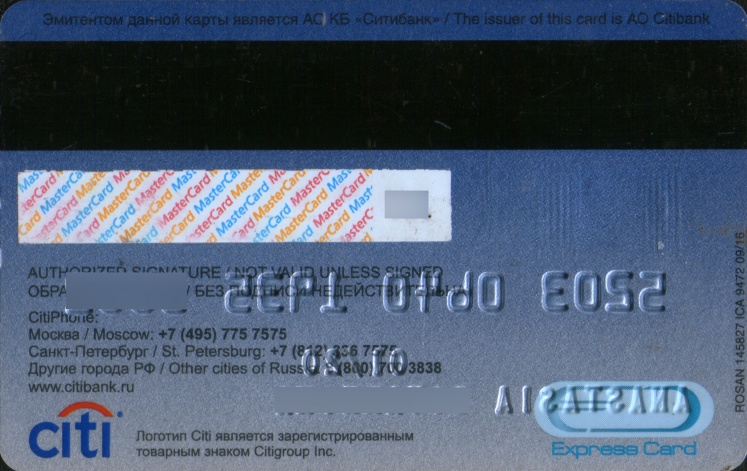 Эмитентом данной карты является АО КБ «Ситибанк» / The issuer of this card is AO Citibank
MasterCard
AUTHORIZED SIGNATURE / NOT VALID UNLESS SIGNED
/ БЕЗ ПОДПИСИ НЕДЕЙСТВИТЕЛЬНА
CitiPhone:
Москва / Moscow: +7 (495) 775 7575
Санкт-Петербург / St. Petersburg: +7 (812) 336 7575
Другие города РФ / Other cities of Russia: 8 (800) 700 3838
www.citibank.ru
ANASTASIA
citi
Логотип Citi является зарегистрированным
товарным знаком Citigroup Inc.
Express Card
ROSAN 145827 ICA 9472 09/16